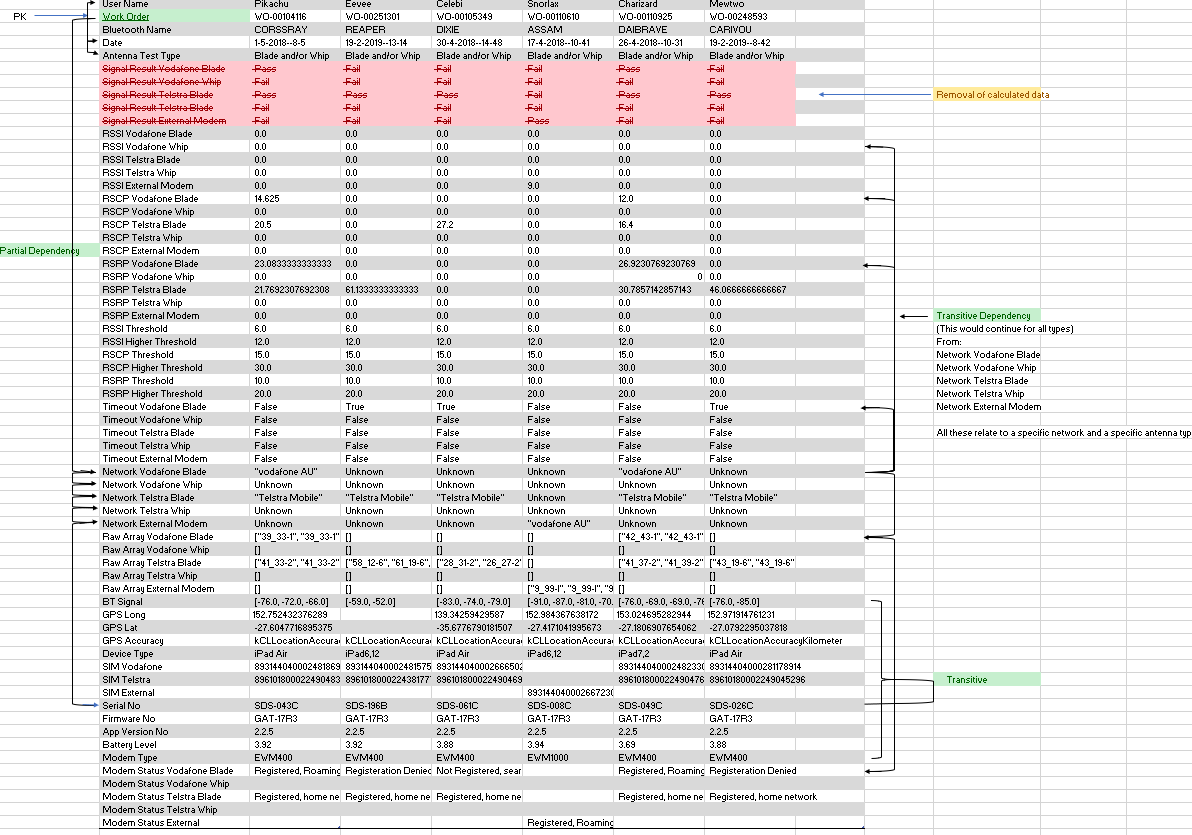 User Name Pikachu Eevee Celebi Snorlax Charizard Mewtwo
PK Work Order WO-00104116 WO-00251301 WO-00105349 WO-00110610 WO-00110925 WO-00248593
Bluetooth Name CORSSRAY REAPER DIXIE ASSAM DAIBRAVE CARIVOU
Date 1-5-2018--8-5 19-2-2019--13-14 30-4-2018--14-48 17-4-2018--10-41 26-4-2018--10-31 19-2-2019--8-42
Antenna Test Type Blade and/or Whip Blade and/or Whip Blade and/or Whip Blade and/or Whip Blade and/or Whip Blade and/or Whip
Signal Result Vodafone Blade Pass Fail Fail Fail Pass Fail
Signal Result Vodafone Whip Fail Fail Fail Fail Fail Fail
Signal Result Telstra Blade Pass Pass Pass Fail Pass Pass Removal of calculated data
Signal Result Telstra Blade Fail Fail Fail Fail Fail Fail
Signal Result External Modem Fail Fail Fail Pass Fail Fail
RSSI Vodafone Blade 0.0 0.0 0.0 0.0 0.0 0.0
RSSI Vodafone Whip 0.0 0.0 0.0 0.0 0.0 0.0
RSSI Telstra Blade 0.0 0.0 0.0 0.0 0.0 0.0
RSSI Telstra Whip 0.0 0.0 0.0 0.0 0.0 0.0
RSSI External Modem 0.0 0.0 0.0 9.0 0.0 0.0
RSCP Vodafone Blade 14.625 0.0 0.0 0.0 12.0 0.0
RSCP Vodafone Whip 0.0 0.0 0.0 0.0 0.0 0.0
RSCP Telstra Blade 20.5 0.0 27.2 0.0 16.4 0.0
RSCP Telstra Whip 0.0 0.0 0.0 0.0 0.0 0.0
Partial Dependency RSCP External Modem 0.0 0.0 0.0 0.0 0.0 0.0
RSRP Vodafone Blade 23.0833333333333 0.0 0.0 0.0 26.9230769230769 0.0
RSRP Vodafone Whip 0.0 0.0 0.0 0.0 0 0.0
RSRP Telstra Blade 21.7692307692308 61.1333333333333 0.0 0.0 30.7857142857143 46.0666666666667
RSRP Telstra Whip 0.0 0.0 0.0 0.0 0.0 0.0
RSRP External Modem 0.0 0.0 0.0 0.0 0.0 0.0 Transitive Dependency
RSSI Threshold 6.0 6.0 6.0 6.0 6.0 6.0 (This would continue for all types)
RSSI Higher Threshold 12.0 12.0 12.0 12.0 12.0 12.0 From:
RSCP Threshold 15.0 15.0 15.0 15.0 15.0 15.0 Network Vodafone Blade
RSCP Higher Threshold 30.0 30.0 30.0 30.0 30.0 30.0 Network Vodafone Whip
RSRP Threshold 10.0 10.0 10.0 10.0 10.0 10.0 Network Telstra Blade
RSRP Higher Threshold 20.0 20.0 20.0 20.0 20.0 20.0 Network Telstra Whip
Timeout Vodafone Blade False True True False False True Network External Modem
Timeout Vodafone Whip False False False False False False
Timeout Telstra Blade False False False False False False All these relate to a specific network and a specific antenna typ
Timeout Telstra Whip False False False False False False
Timeout External Modem False False False False False False
Network Vodafone Blade "vodafone AU" Unknown Unknown Unknown "vodafone AU" Unknown
Network Vodafone Whip Unknown Unknown Unknown Unknown Unknown Unknown
Network Telstra Blade "Telstra Mobile" "Telstra Mobile" "Telstra Mobile" Unknown "Telstra Mobile" "Telstra Mobile"
Network Telstra Whip Unknown Unknown Unknown Unknown Unknown Unknown
Network External Modem Unknown Unknown Unknown "vodafone AU" Unknown Unknown
Raw Array Vodafone Blade ["39_33-1", "39_33-1" [] [] [] ["42_43-1", "42_43-1" []
Raw Array Vodafone Whip [] [] [] [] [] []
Raw Array Telstra Blade ["41_33-2", "41_33-2" ["58_12-6", "61_19-6", ["28_31-2", "26_27-2" [] ["41_37-2", "41_39-2" ["43_19-6", "43_19-6"
Raw Array Telstra Whip [] [] [] [] [] []
Raw Array External Modem [] [] [] ["9_99-I", "9_99-I", "9 [] []
BT Signal [-76.0, -72.0, -66.0] [-59.0, -52.0] [-83.0, -74.0, -79.0] [-91.0, -87.0, -81.0, -70. [-76.0, -69.0, -69.0, -76 [-76.0, -85.0]
GPS Long 152.752432376289 139.34259429587 152.984367638172 153.024695282944 152.971914761231
GPS Lat -27.6047716895375 -35.6776790181507 -27.4171041995673 -27.1806907654062 -27.0792295037818
GPS Accuracy kCLLocationAccura kCLLocationAccura kCLLocationAccura kCLLocationAccura kCLLocationAccura kCLLocationAccuracyKilometer
Device Type iPad Air iPad6,12 iPad Air iPad6,12 iPad7,2 iPad Air
SIM Vodafone 8931440400002481869 8931440400002481575 8931440400002666502 893144040000248233( 893144040000281178914
SIM Telstra 8961018000224904​83 896101800022438177 896101800022490469 896101800022490476 896101800002249045296
SIM External 893144040000266723(
Serial No SDS-043C SDS-196B SDS-061C SDS-008C SDS-049C SDS-026C Transitive
Firmware No GAT-17R3 GAT-17R3 GAT-17R3 GAT-17R3 GAT-17R3 GAT-17R3
App Version No 2.2.5 2.2.5 2.2.5 2.2.5 2.2.5 2.2.5
Battery Level 3.92 3.92 3.88 3.94 3.69 3.88
Modem Type EWM400 EWM400 EWM400 EWM1000 EWM400 EWM400
Modem Status Vodafone Blade Registered, Roaming Registeration Denied Not Registered, sear Registered, Roaming Registeration Denied
Modem Status Vodafone Whip
Modem Status Telstra Blade Registered, home ne Registered, home ne Registered, home ne Registered, home ne Registered, home network
Modem Status Telstra Whip
Modem Status External Registered, Roaming